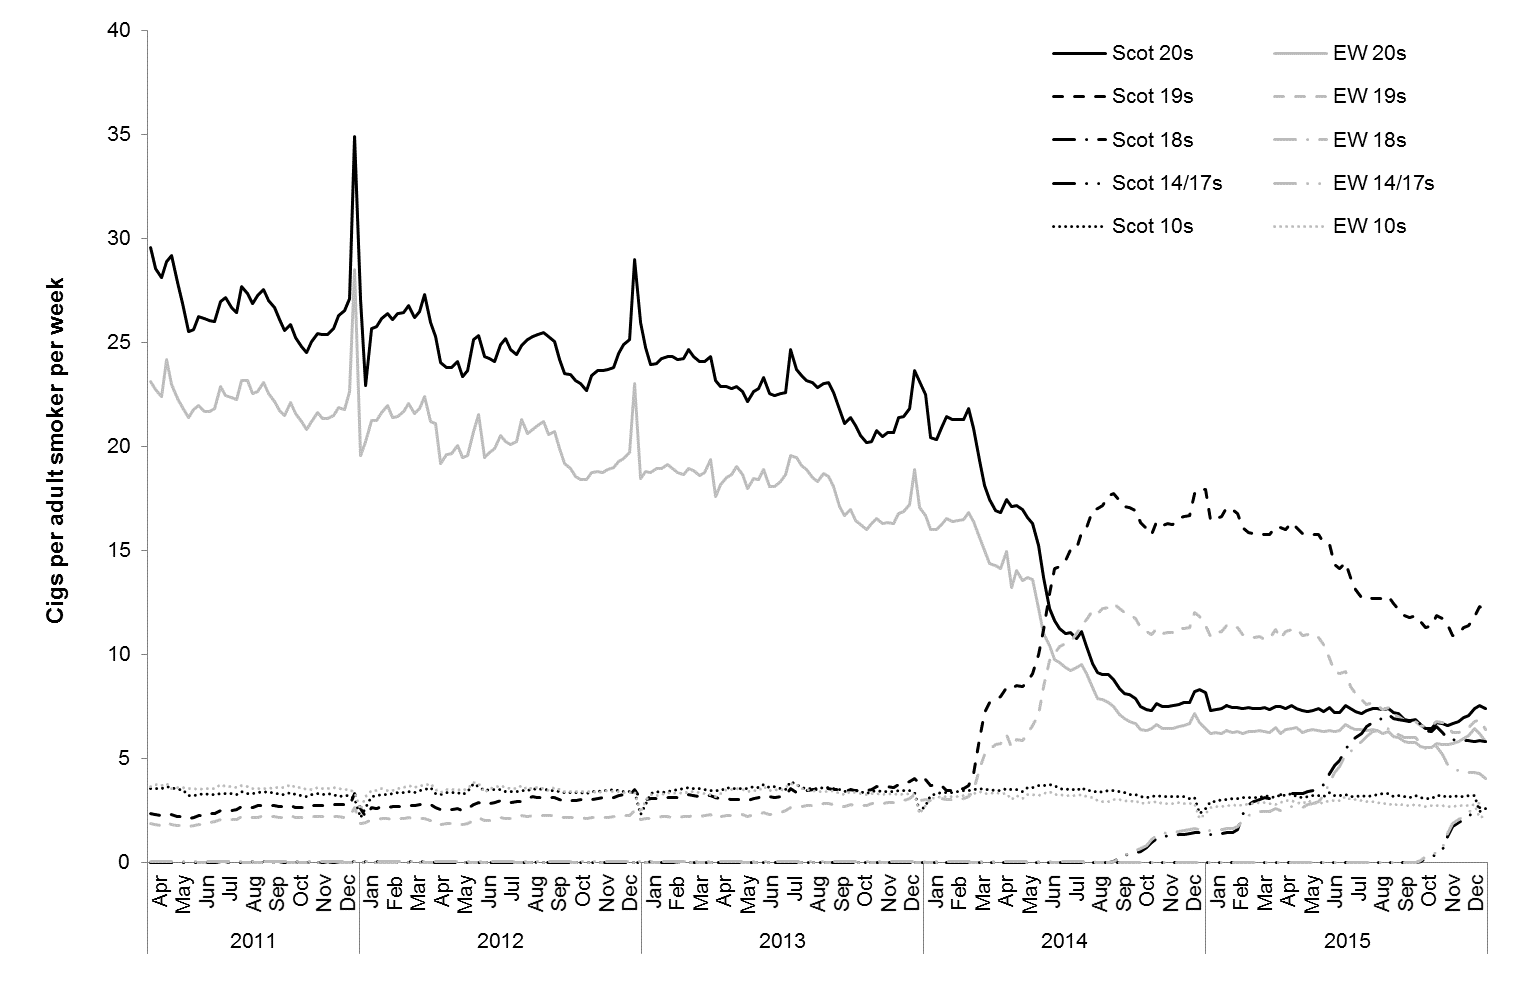 40
35
30
25
20
15
10
5
0
Cigs per adult smoker per week
Scot 20s EW 20s
Scot 19s EW 19s
Scot 18s EW 18s
Scot 14/17s EW 14/17s
Scot 10s EW 10s
Apr May Jun Jul Aug Sep Oct Nov Dec Jan Feb Mar Apr May Jun Jul Aug Sep Oct Nov Dec Jan Feb Mar Apr May Jun Jul Aug Sep Oct Nov Dec Jan Feb Mar Apr May Jun Jul Aug Sep Oct Nov Dec Jan Feb Mar Apr May Jun Jul Aug Sep Oct Nov Dec
2011 2012 2013 2014 2015